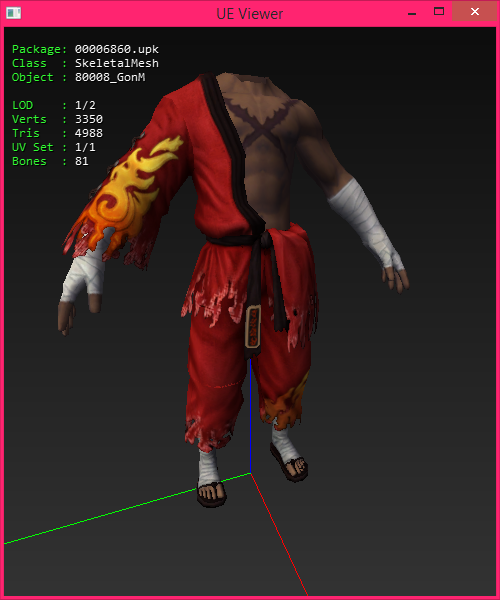 UE Viewer
Package: 00006860.upk
Class : SkeletalMesh
Object : 80008_GonM
LOD : 1/2
Verts : 3350
Tris : 4988
UV Set : 1/1
Bones : 81